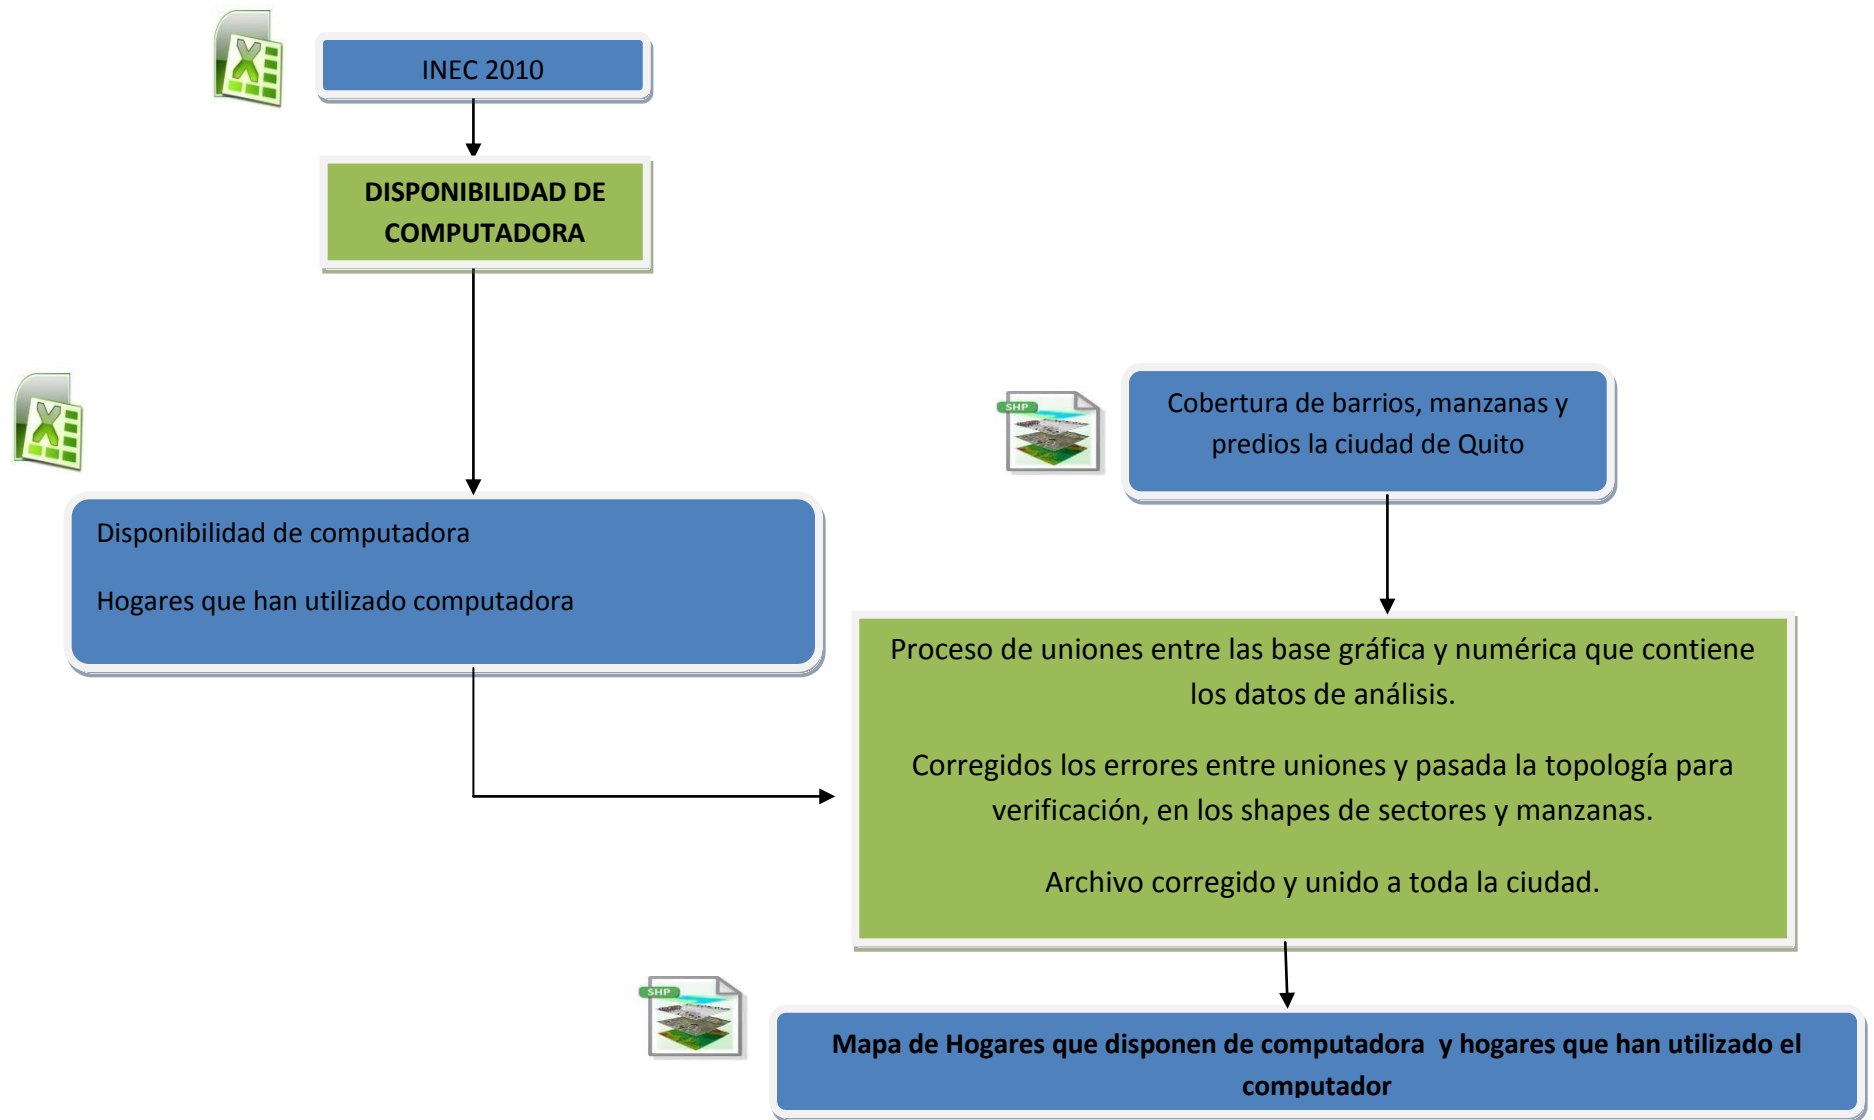 INEC 2010
DISPONIBILIDAD DE
COMPUTADORA
SHP
Cobertura de barrios, manzanas y
predios la ciudad de Quito
Disponibilidad de computadora
Hogares que han utilizado computadora
Proceso de uniones entre las base gráfica y numérica que contiene
los datos de análisis.
Corregidos los errores entre uniones y pasada la topología para
verificación, en los shapes de sectores y manzanas.
Archivo corregido y unido a toda la ciudad.
SHP
Mapa de Hogares que disponen de computadora  y hogares que han utilizado el
computador